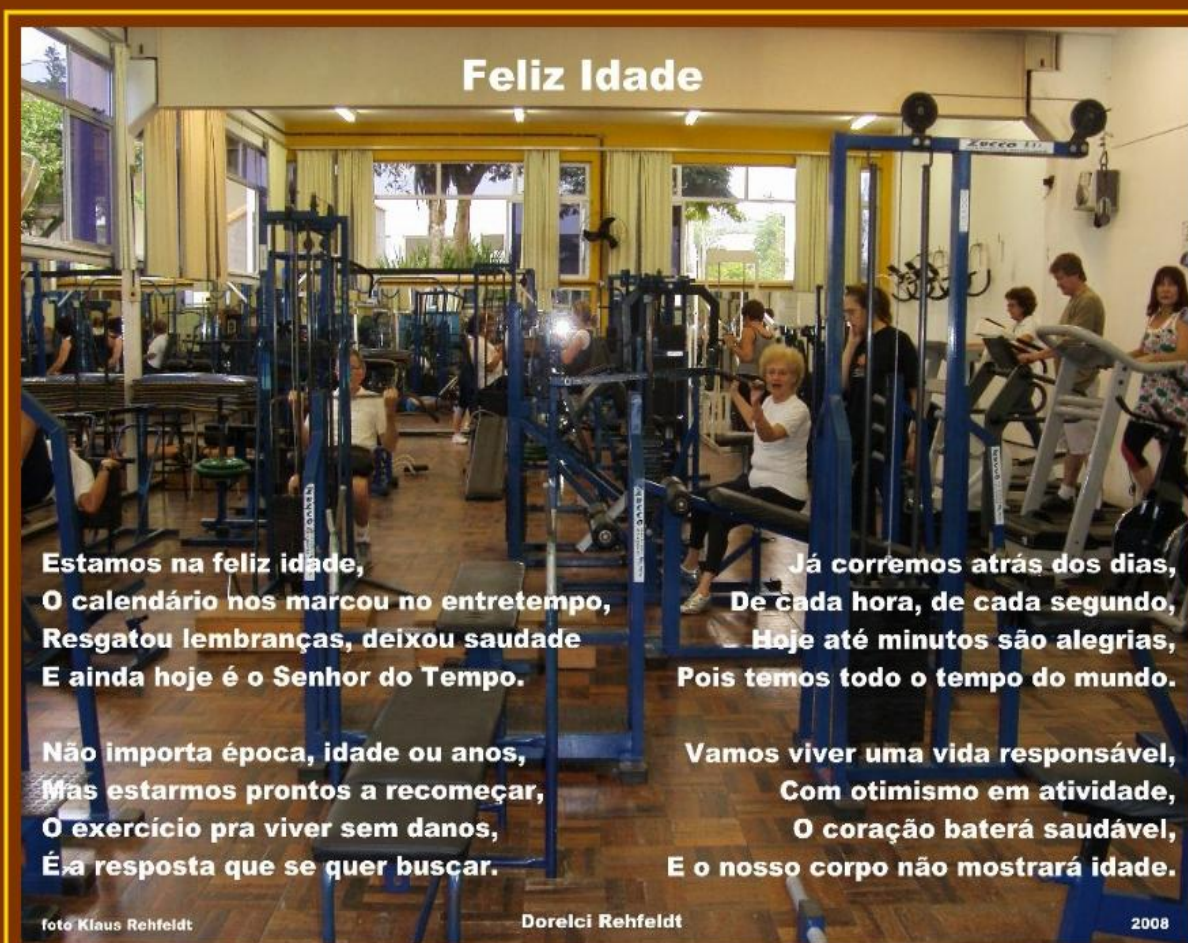 Feliz Idade
Zucco
Estamos na feliz idade,
O calendário nos marcou no entretempo,
Resgatou lembranças, deixou saudade
E ainda hoje é o Senhor do Tempo.
Não importa época, idade ou anos,
Mas estarmos prontos a recomeçar,
O exercício pra viver sem danos,
É a resposta que se quer buscar.
Já corremos atrás dos dias,
De cada hora, de cada segundo,
Hoje até minutos são alegrias,
Pois temos todo o tempo do mundo.
Vamos viver uma vida responsável,
Com otimismo em atividade,
O coração baterá saudável,
E o nosso corpo não mostrará idade.
foto Klaus Rehfeldt
Dorelci Rehfeldt
2008